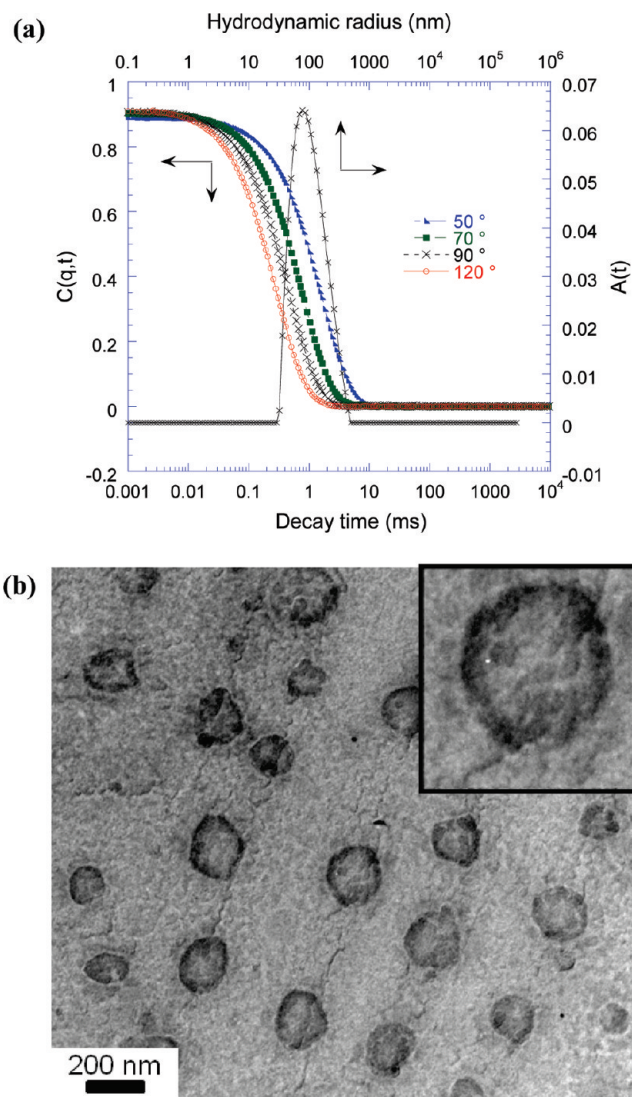 (a)
Hydrodynamic radius (nm)
0.1 1 10 100 1000 10⁵ 10⁶
1 0.07
0.8 0.06
0.05
0.6 0.04
0.4 0.03
0.02
0.2 0.01
0 0
-0.2 -0.01
C(q,t)
A(t)
50 °
70 °
90 °
120 °
0.001 0.01 0.1 1 10 100 1000 10⁴
Decay time (ms)
(b)
200 nm